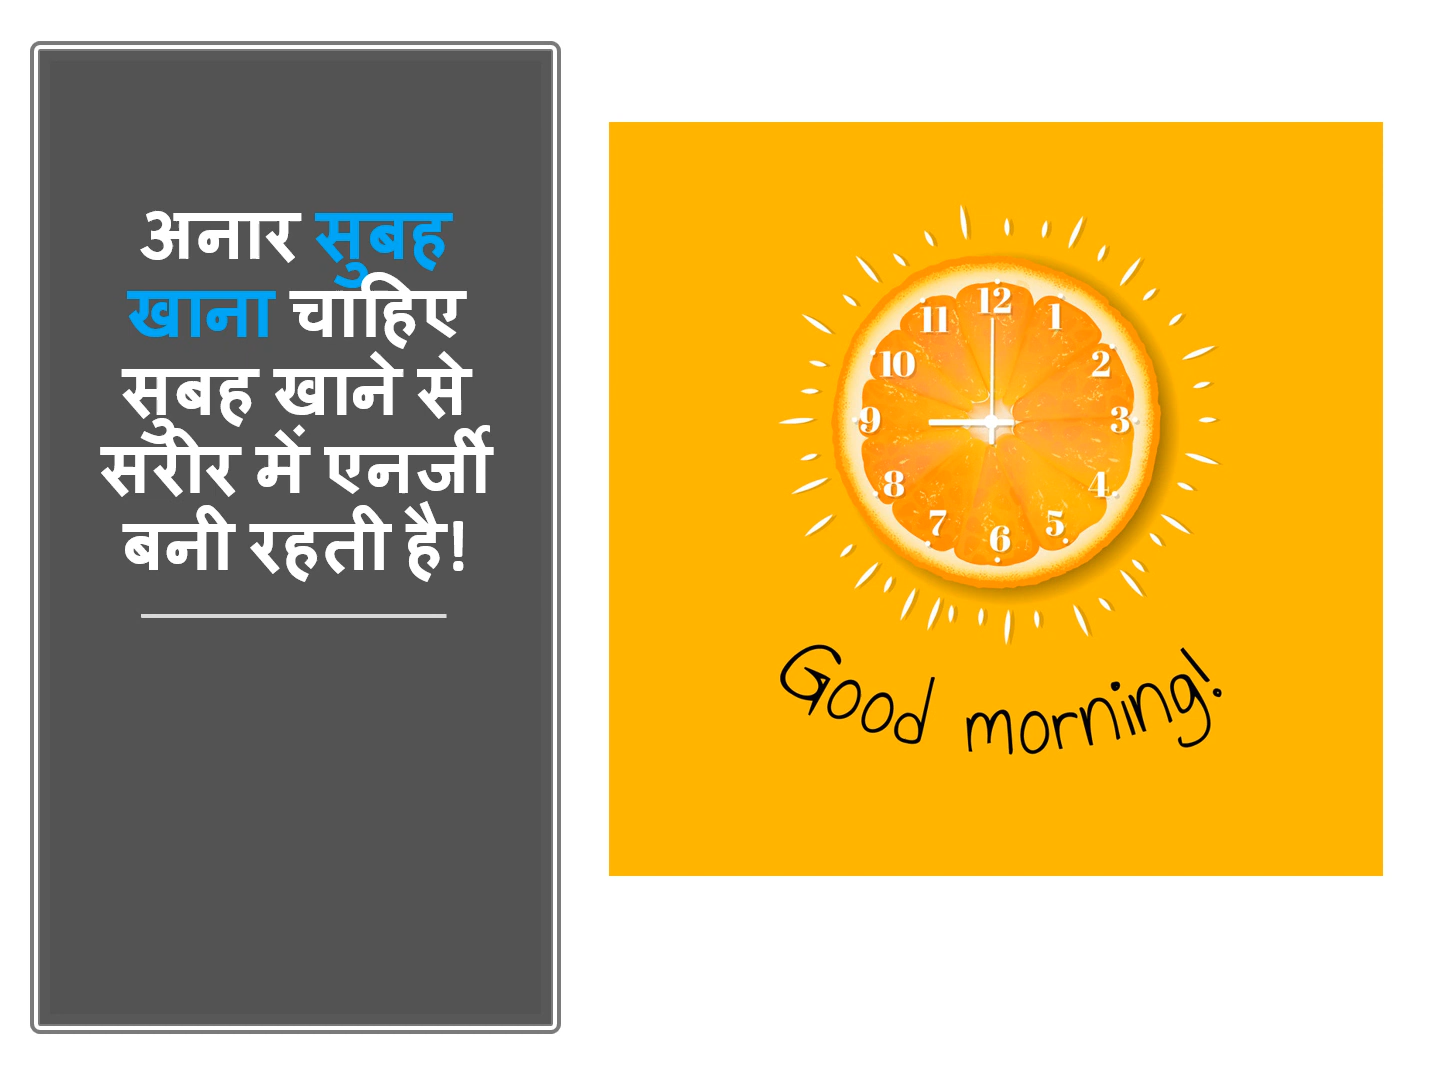 अनार सुबह
खाना चाहिए
सुबह खाने से
सरीर में एनर्जी
बनी रहती है!
12
11
1
10
2
9
3
8
4
7
5
6
Good morning!